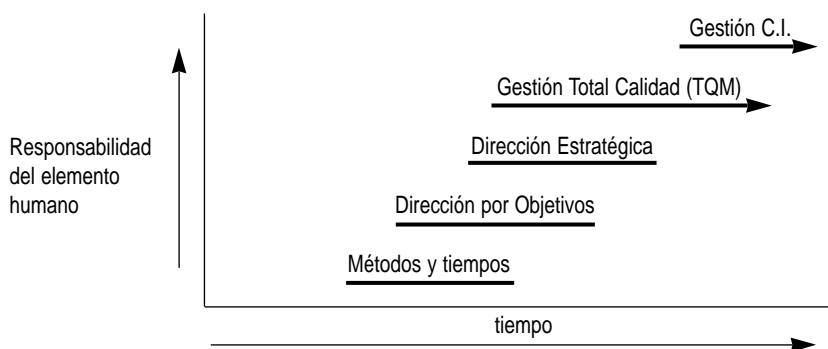 Gestión C.I.
Gestión Total Calidad (TQM)
Dirección Estratégica
Responsabilidad
del elemento
humano
Dirección por Objetivos
Métodos y tiempos
tiempo